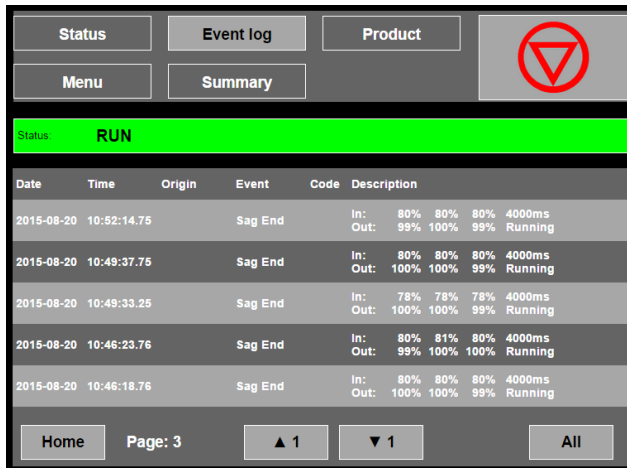 Status Event log Product
Menu Summary
Status: RUN
Date Time Origin Event Code Description
2015-08-20 10:52:14.75 Sag End In: 80% 80% 80% 4000ms
Out: 99% 100% 99% Running
2015-08-20 10:49:37.75 Sag End In: 80% 80% 80% 4000ms
Out: 100% 100% 99% Running
2015-08-20 10:49:33.25 Sag End In: 78% 78% 78% 4000ms
Out: 100% 100% 99% Running
2015-08-20 10:46:23.76 Sag End In: 80% 81% 80% 4000ms
Out: 99% 100% 100% Running
2015-08-20 10:46:18.76 Sag End In: 80% 80% 80% 4000ms
Out: 100% 100% 99% Running
Home Page: 3 ▲ 1 ▼ 1 All